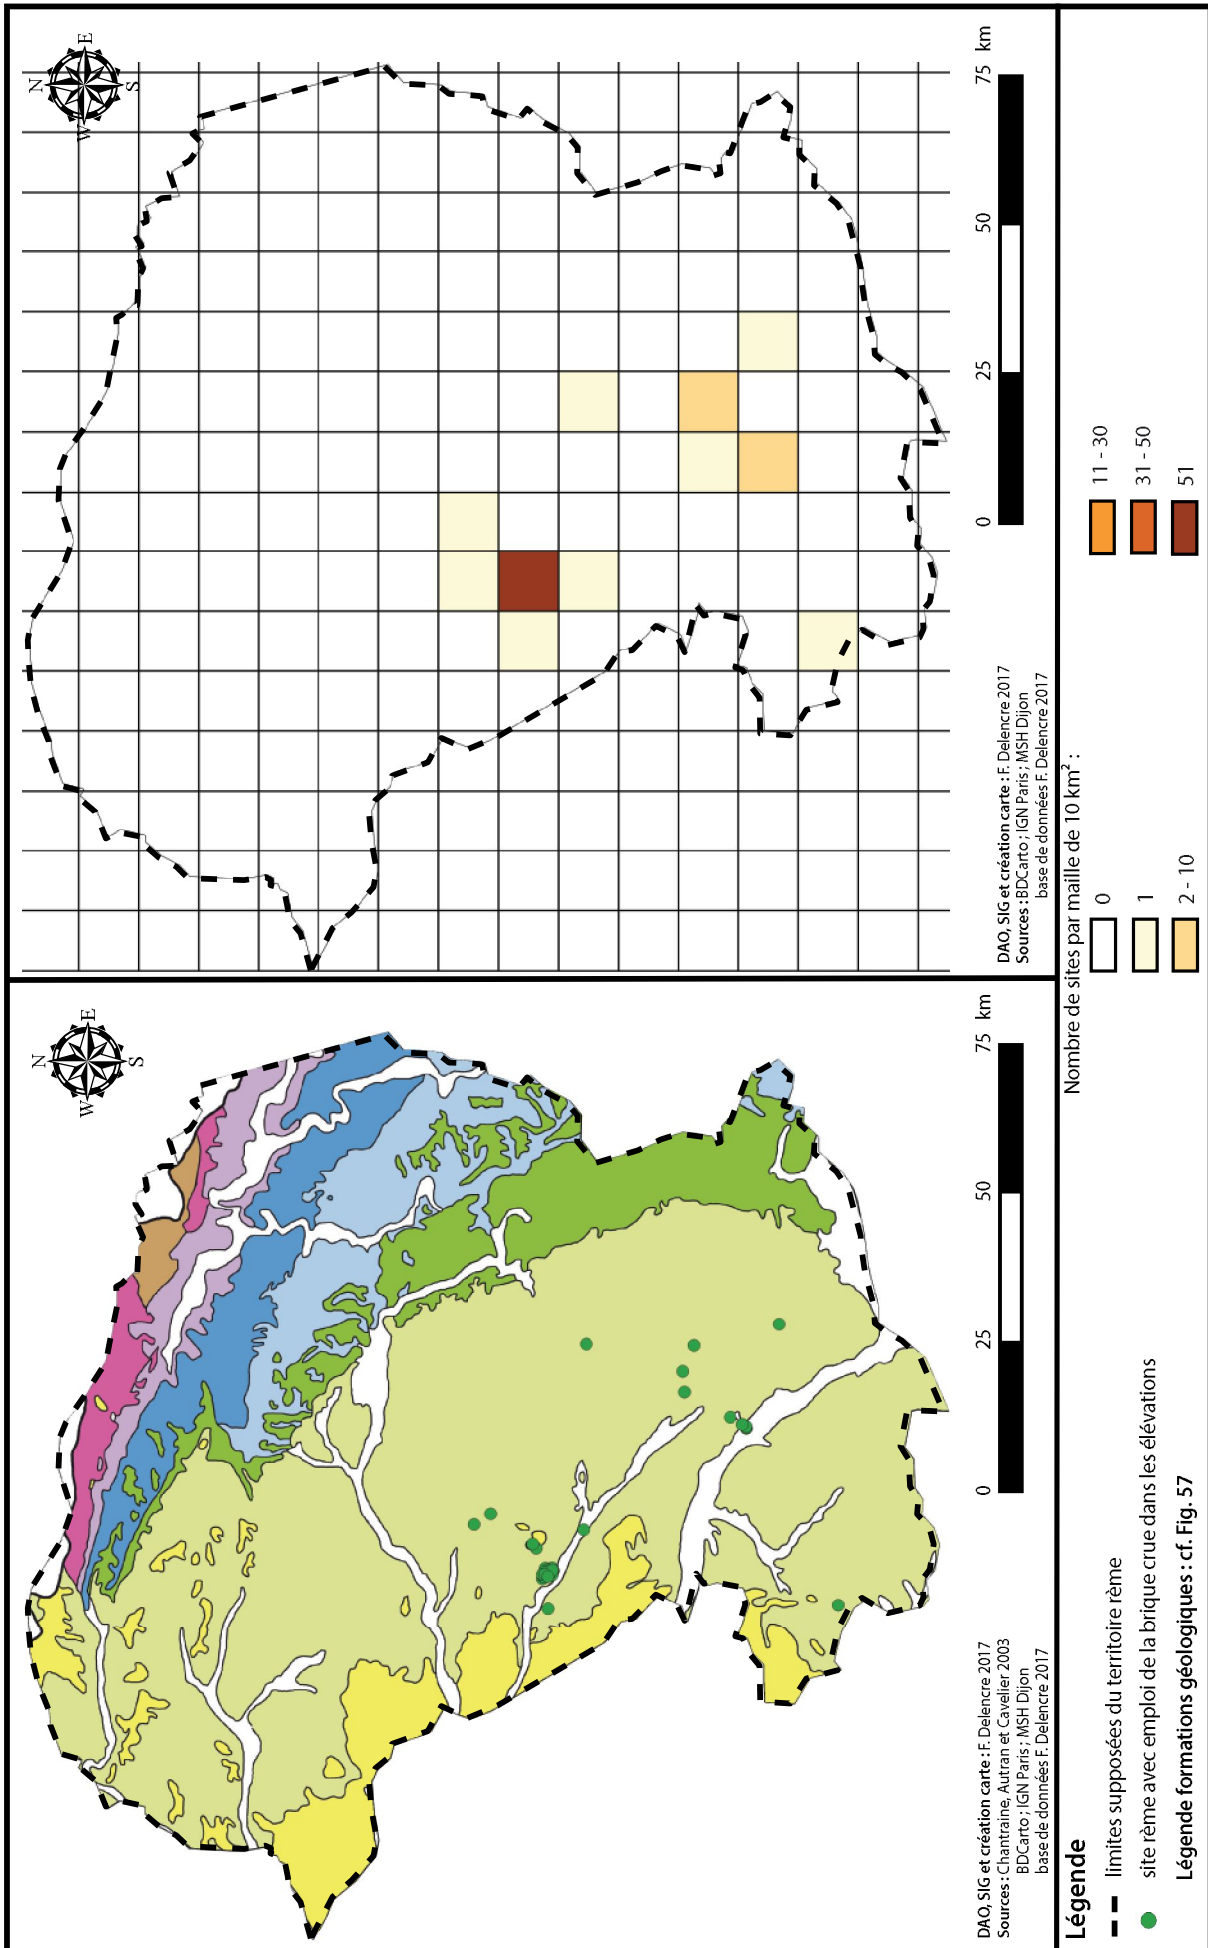 N
E
S
W
0
25
50
75
km
DAO, SIG et création carte : F. Delencre 2017
Sources : Chantraine, Autran et Cavelier 2003
BDCarto ; IGN Paris ; MSH Dijon
base de données F. Delencre 2017
N
E
S
W
0
25
50
75
km
DAO, SIG et création carte : F. Delencre 2017
Sources : BDCarto ; IGN Paris ; MSH Dijon
base de données F. Delencre 2017
Légende
limites supposées du territoire rème
site rème avec emploi de la brique crue dans les élévations
Légende formations géologiques : cf. Fig. 57
Nombre de sites par maille de 10 km² :
0
1
2 - 10
11 - 30
31 - 50
51